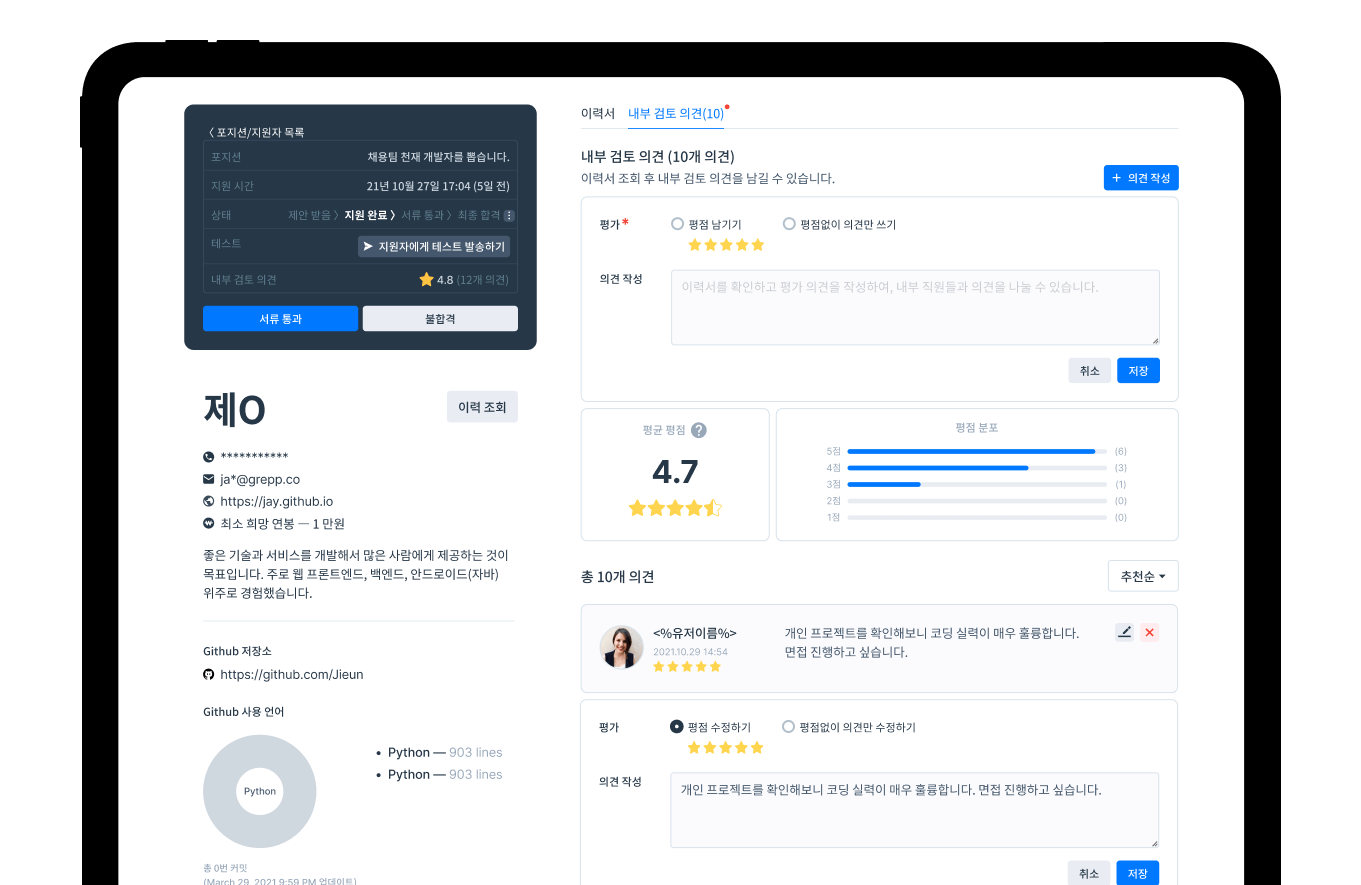 〈 포지션/지원자 목록
포지션 채용팀 천재 개발자를 뽑습니다.
지원 시간 21년 10월 27일 17:04 (5일 전)
상태 제안 받음 〉 지원 완료 〉 서류 통과 〉 최종 합격
테스트 지원자에게 테스트 발송하기
내부 검토 의견 4.8 (12개 의견)
서류 통과 불합격
제O
이력 조회
***********
ja*@grepp.co
https://jay.github.io
최소 희망 연봉 — 1 만원
좋은 기술과 서비스를 개발해서 많은 사람에게 제공하는 것이
목표입니다. 주로 웹 프론트엔드, 백엔드, 안드로이드(자바)
위주로 경험했습니다.
Github 저장소
https://github.com/Jieun
Github 사용 언어
Python
• Python — 903 lines
• Python — 903 lines
총 0번 커밋
(March 29, 2021 9:59 PM 업데이트)
이력서 내부 검토 의견(10)
내부 검토 의견 (10개 의견)
이력서 조회 후 내부 검토 의견을 남길 수 있습니다.
+ 의견 작성
평가* 평점 남기기 평점없이 의견만 쓰기
의견 작성 이력서를 확인하고 평가 의견을 작성하여, 내부 직원들과 의견을 나눌 수 있습니다.
취소 저장
평균 평점 ?
4.7
평점 분포
5점 (6)
4점 (3)
3점 (1)
2점 (0)
1점 (0)
총 10개 의견
추천순
<%유저이름%>
2021.10.29 14:54
개인 프로젝트를 확인해보니 코딩 실력이 매우 훌륭합니다.
면접 진행하고 싶습니다.
평가 평점 수정하기 평점없이 의견만 수정하기
의견 작성 개인 프로젝트를 확인해보니 코딩 실력이 매우 훌륭합니다. 면접 진행하고 싶습니다.
취소 저장